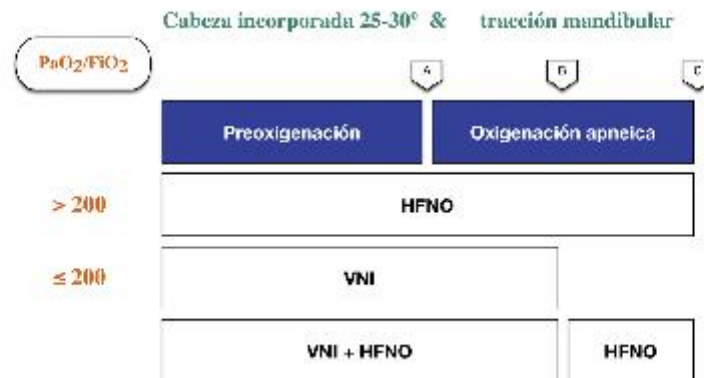 Cabeza incorporada 25-30° & tracción mandibular
PaO2/FiO2
A B C
Preoxigenación Oxigenación apneica
> 200 HFNO
≤ 200 VNI
VNI + HFNO HFNO